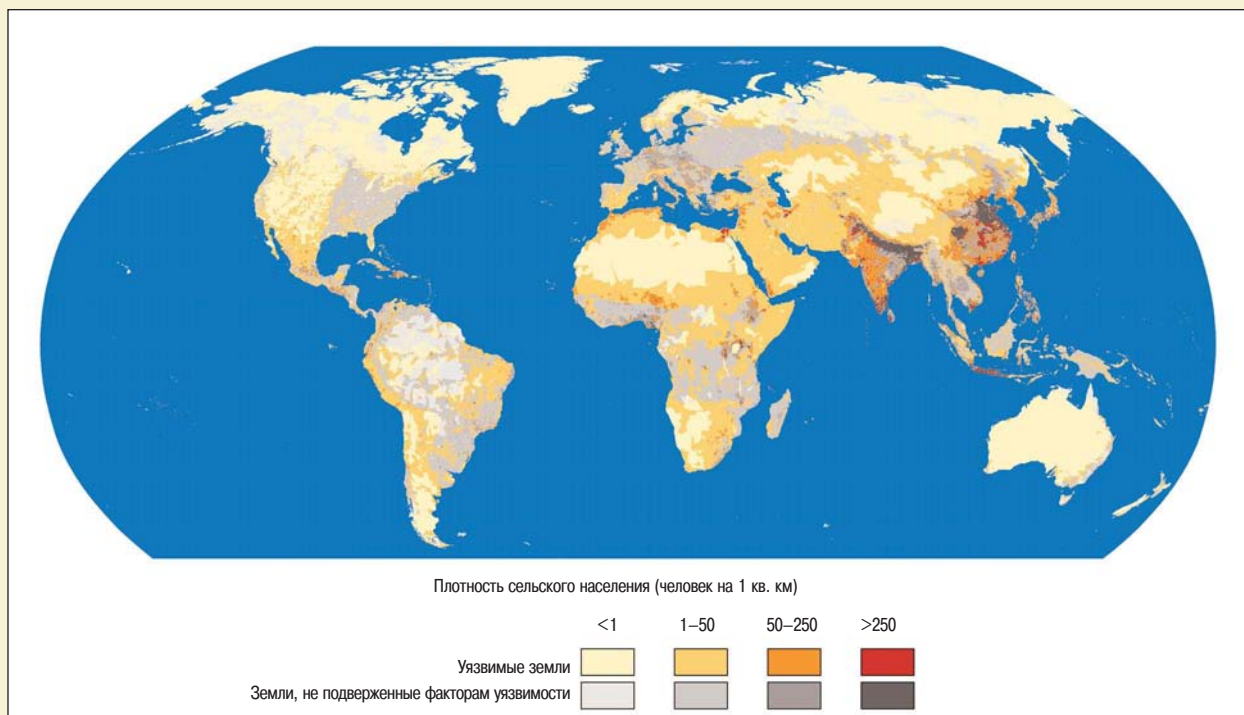 Плотность сельского населения (человек на 1 кв. км)
<1 1–50 50–250 >250
Уязвимые земли
Земли, не подверженные факторам уязвимости